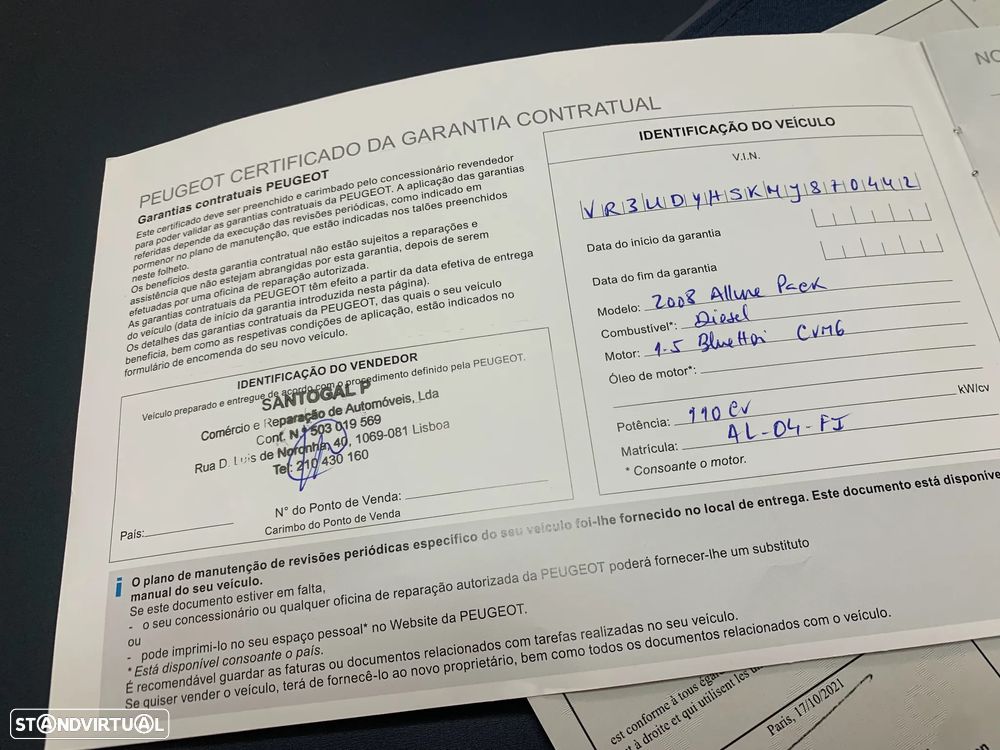 PEUGEOT CERTIFICADO DA GARANTIA CONTRATUAL
Garantias contratuais PEUGEOT
Este certificado deve ser preenchido e carimbado pelo concessionário revendedor
para poder validar as garantias contratuais da PEUGEOT. A aplicação das garantias
referidas depende da execução das revisões periódicas, como indicado em
pormenor no plano de manutenção, que estão indicadas nos talões preenchidos
neste folheto.
Os benefícios desta garantia contratual não estão sujeitos a reparações e
assistência que não estejam abrangidas por esta garantia, depois de serem
efetuadas por uma oficina de reparação autorizada.
As garantias contratuais da PEUGEOT têm efeito a partir da data efetiva de entrega
do veículo (data de início da garantia introduzida nesta página).
Os detalhes das garantias contratuais da PEUGEOT, das quais o seu veículo
beneficia, bem como as respetivas condições de aplicação, estão indicados no
formulário de encomenda do seu novo veículo.
IDENTIFICAÇÃO DO VENDEDOR
Veículo preparado e entregue de acordo com o procedimento definido pela PEUGEOT.
SANTOGAL P
Comércio e Reparação de Automóveis, Lda
Cont. N.º 503 019 569
Rua D. Luís de Noronha, 40, 1069-081 Lisboa
Tel: 210 430 160
N° do Ponto de Venda:
País:
Carimbo do Ponto de Venda
IDENTIFICAÇÃO DO VEÍCULO
V.I.N.
VR3UDYHSKMJ870442
Data do início da garantia
Data do fim da garantia
Modelo: 2008 Allure Pack
Combustível*: Diesel
Motor: 1.5 BlueHDi CVM6
Óleo de motor*:
kW/cv
Potência: 110 cv
Matrícula: AL-04-FI
* Consoante o motor.
i O plano de manutenção de revisões periódicas específico do seu veículo foi-lhe fornecido no local de entrega. Este documento está disponíve
manual do seu veículo.
Se este documento estiver em falta,
- o seu concessionário ou qualquer oficina de reparação autorizada da PEUGEOT poderá fornecer-lhe um substituto
ou
- pode imprimi-lo no seu espaço pessoal* no Website da PEUGEOT.
* Está disponível consoante o país.
É recomendável guardar as faturas ou documentos relacionados com tarefas realizadas no seu veículo.
Se quiser vender o veículo, terá de fornecê-lo ao novo proprietário, bem como todos os documentos relacionados com o veículo.
NO
est conforme à tous éga
à droite et qui utilisent les
Paris, 17/10/2021
STANDVIRTUAL